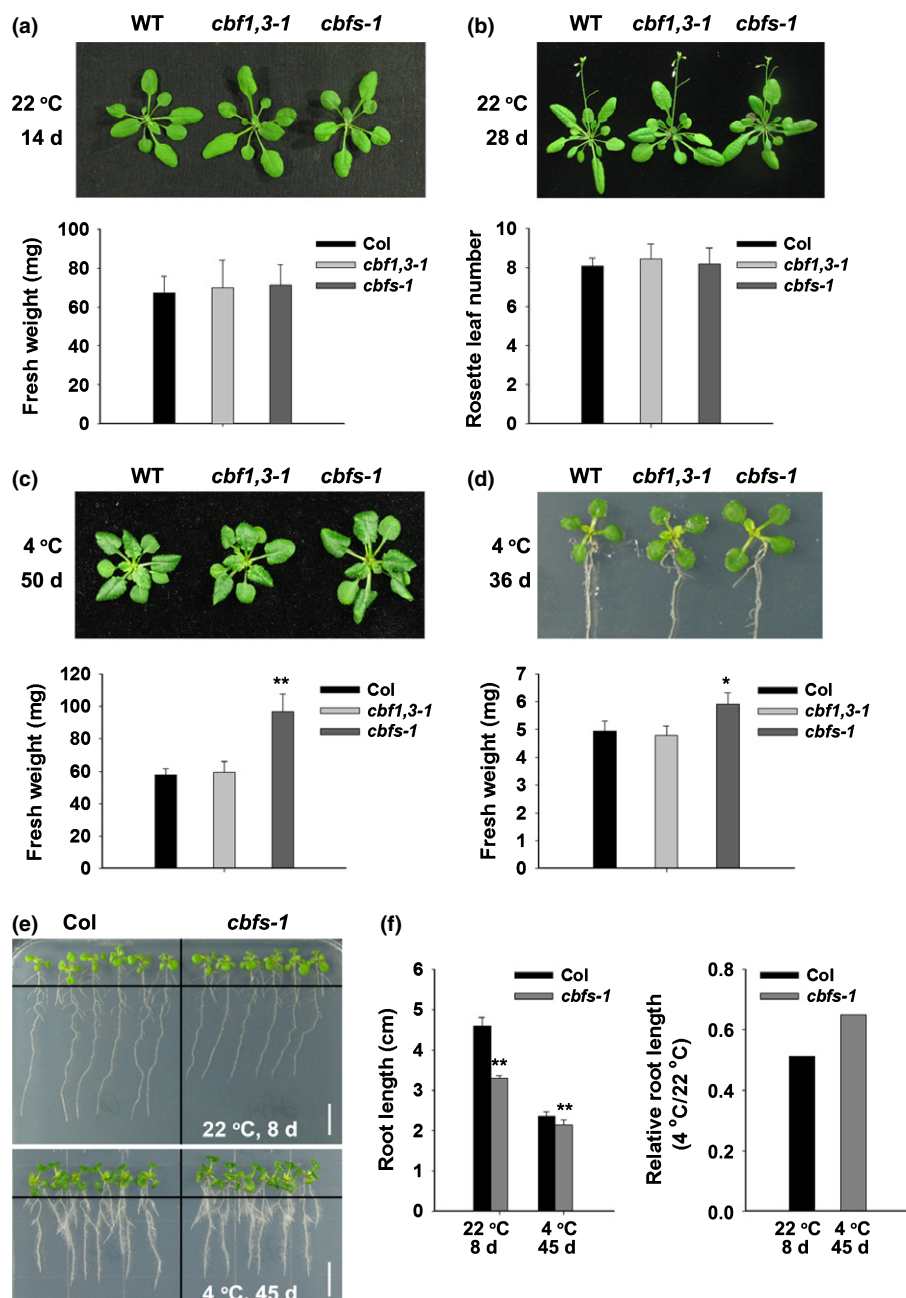 (a)
WT cbf1,3-1 cbfs-1
22 °C
14 d
Fresh weight (mg)
100
80
60
40
20
0
Col
cbf1,3-1
cbfs-1
(b)
WT cbf1,3-1 cbfs-1
22 °C
28 d
Rosette leaf number
10
8
6
4
2
0
Col
cbf1,3-1
cbfs-1
(c)
WT cbf1,3-1 cbfs-1
4 °C
50 d
Fresh weight (mg)
120
100
80
60
40
20
0
**
Col
cbf1,3-1
cbfs-1
(d)
WT cbf1,3-1 cbfs-1
4 °C
36 d
Fresh weight (mg)
7
6
5
4
3
2
1
0
*
Col
cbf1,3-1
cbfs-1
(e)
Col cbfs-1
22 °C, 8 d
4 °C, 45 d
(f)
Root length (cm)
6
5
4
3
2
1
0
Col
cbfs-1
**
**
22 °C 4 °C
8 d 45 d
Relative root length
(4 °C/22 °C)
0.8
0.6
0.4
0.2
0.0
Col
cbfs-1
22 °C 4 °C
8 d 45 d